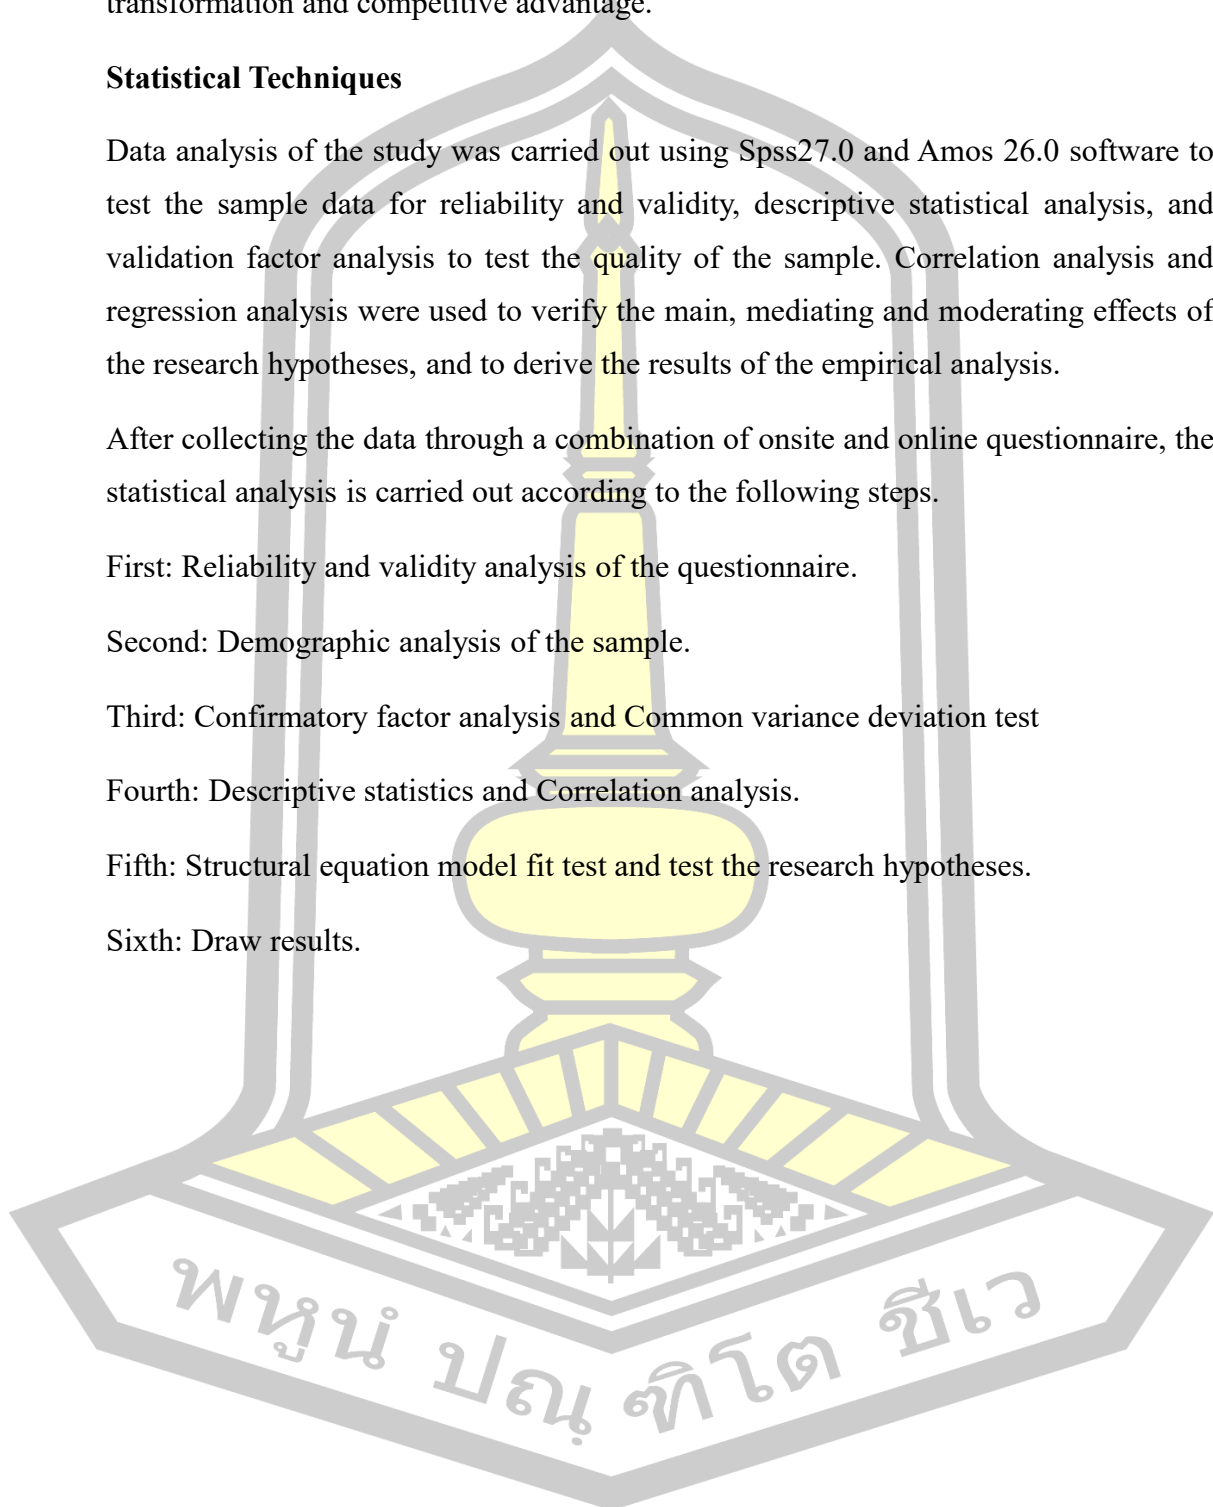 transformation and competitive advantage.
Statistical Techniques
Data analysis of the study was carried out using Spss27.0 and Amos 26.0 software to
test the sample data for reliability and validity, descriptive statistical analysis, and
validation factor analysis to test the quality of the sample. Correlation analysis and
regression analysis were used to verify the main, mediating and moderating effects of
the research hypotheses, and to derive the results of the empirical analysis.
After collecting the data through a combination of onsite and online questionnaire, the
statistical analysis is carried out according to the following steps.
First: Reliability and validity analysis of the questionnaire.
Second: Demographic analysis of the sample.
Third: Confirmatory factor analysis and Common variance deviation test
Fourth: Descriptive statistics and Correlation analysis.
Fifth: Structural equation model fit test and test the research hypotheses.
Sixth: Draw results.
พหูนํ ปณฺฑิโต ชีเว